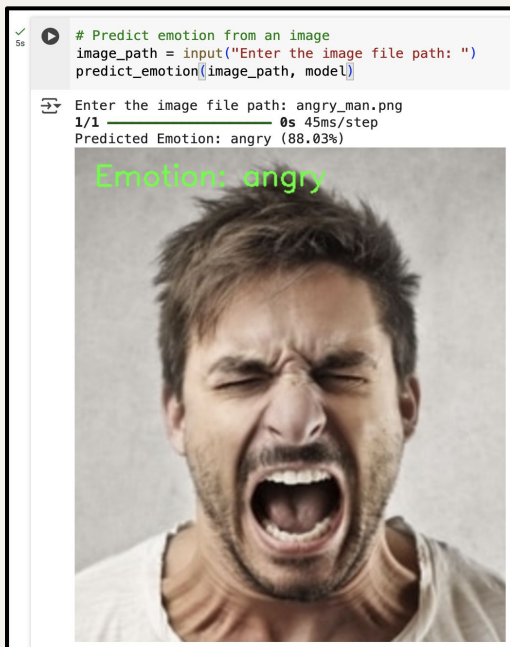 # Predict emotion from an image
image_path = input("Enter the image file path: ")
predict_emotion(image_path, model)
5s
Enter the image file path: angry_man.png
1/1 ━━━━━━━━━━━━━━━━━━━━ 0s 45ms/step
Predicted Emotion: angry (88.03%)
Emotion: angry